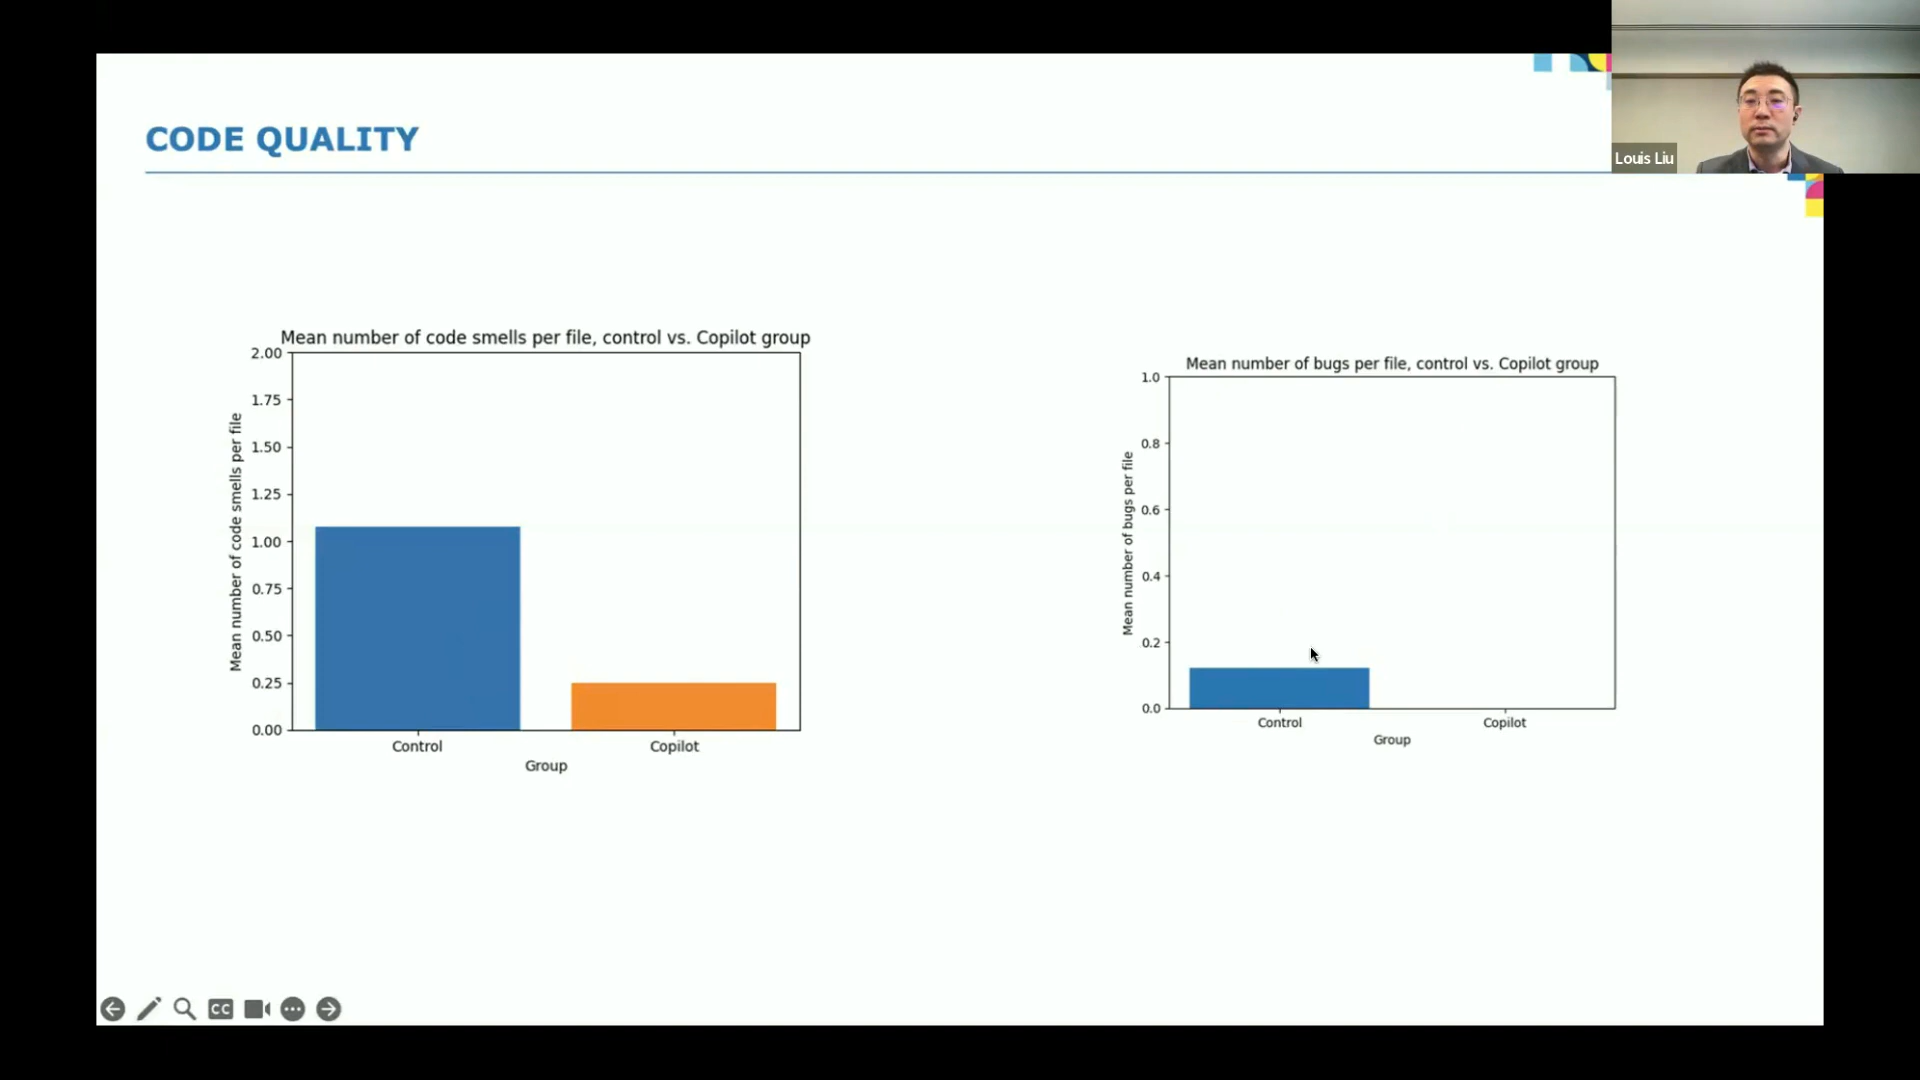 CODE QUALITY
Louis Liu
Mean number of code smells per file, control vs. Copilot group
2.00
1.75
1.50
1.25
1.00
0.75
0.50
0.25
0.00
Mean number of code smells per file
Control
Copilot
Group
Mean number of bugs per file, control vs. Copilot group
1.0
0.8
0.6
0.4
0.2
0.0
Mean number of bugs per file
Control
Copilot
Group
CC